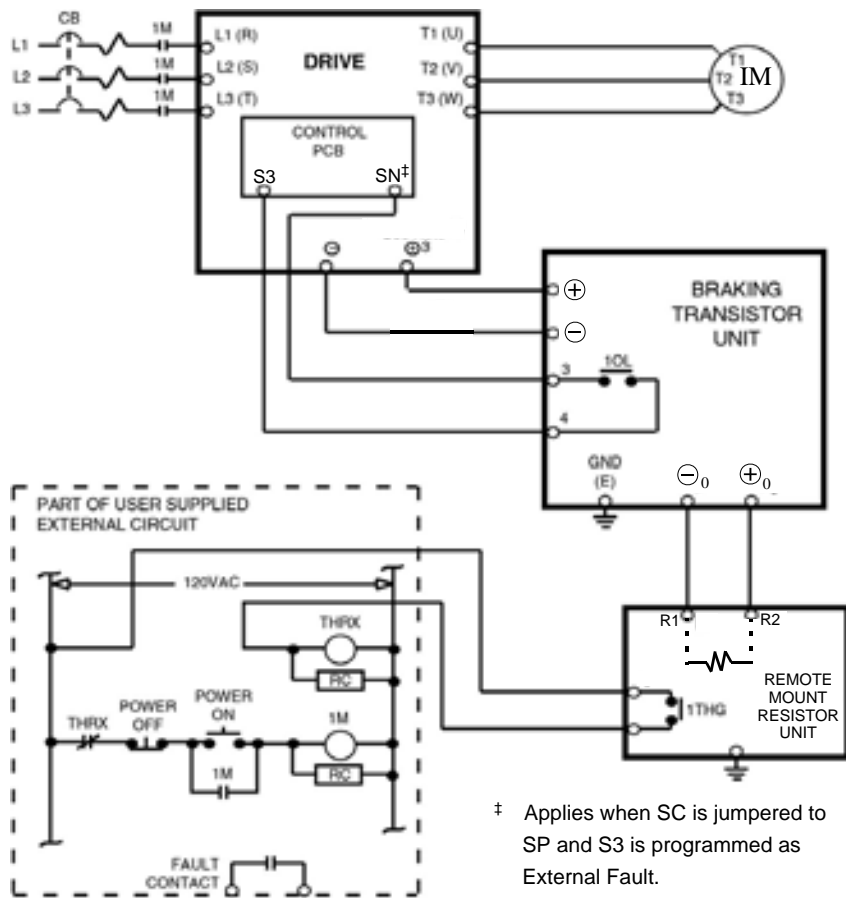 CB
1M
L1
L1 (R)
T1 (U)
DRIVE
T1
1M
L2
L2 (S)
T2 (V)
T2
IM
1M
L3
L3 (T)
T3 (W)
T3
CONTROL
PCB
S3
SN‡
⊖
⊕3
⊕
BRAKING
TRANSISTOR
UNIT
⊖
3
1OL
4
GND
(E)
⊖0
⊕0
PART OF USER SUPPLIED
EXTERNAL CIRCUIT
120VAC
THRX
RC
R1
R2
REMOTE
MOUNT
RESISTOR
UNIT
1THG
THRX
POWER
OFF
POWER
ON
1M
RC
1M
FAULT
CONTACT
‡ Applies when SC is jumpered to
SP and S3 is programmed as
External Fault.